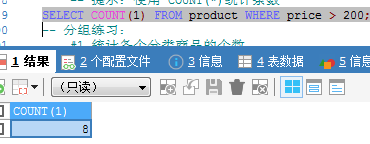 -- 提示：使用 COUNT(*)统计条数
SELECT COUNT(1) FROM product WHERE price > 200;
-- 分组练习：
#1 统计各个分类商品的个数
1 结果 2 个配置文件 3 信息 4 表数据 5 信息
(只读)
COUNT(1)
8